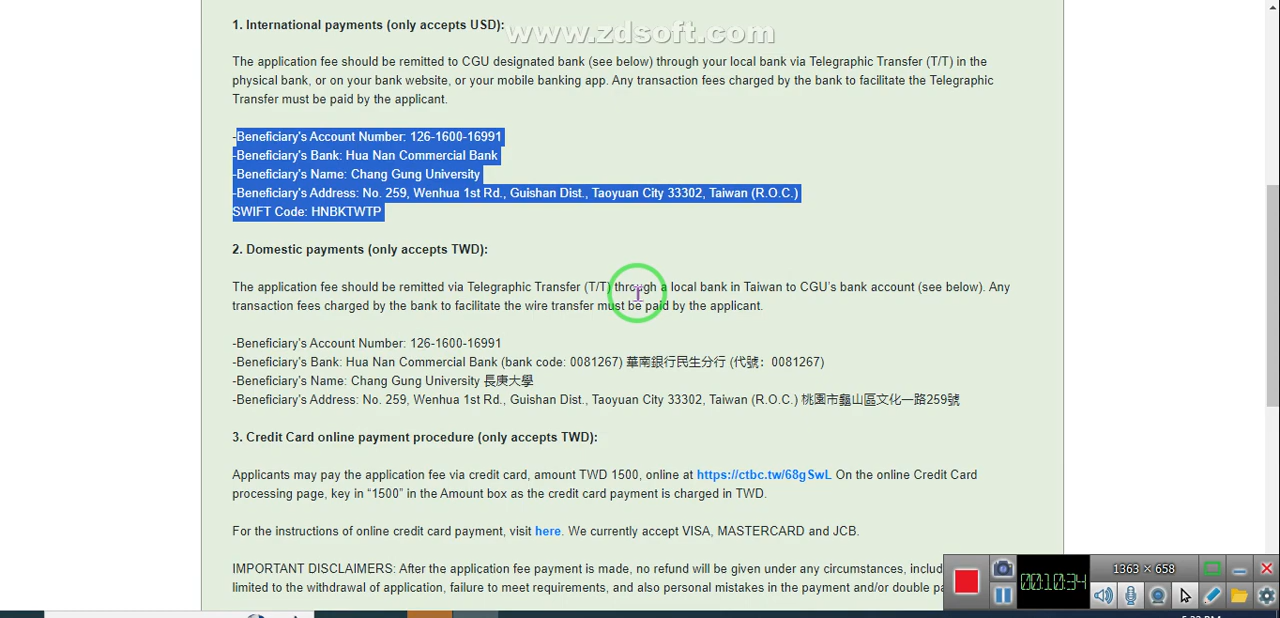 1. International payments (only accepts USD):
www.zdsoft.com
The application fee should be remitted to CGU designated bank (see below) through your local bank via Telegraphic Transfer (T/T) in the
physical bank, or on your bank website, or your mobile banking app. Any transaction fees charged by the bank to facilitate the Telegraphic
Transfer must be paid by the applicant.
-Beneficiary's Account Number: 126-1600-16991
-Beneficiary's Bank: Hua Nan Commercial Bank
-Beneficiary's Name: Chang Gung University
-Beneficiary's Address: No. 259, Wenhua 1st Rd., Guishan Dist., Taoyuan City 33302, Taiwan (R.O.C.)
SWIFT Code: HNBKTWTP
2. Domestic payments (only accepts TWD):
The application fee should be remitted via Telegraphic Transfer (T/T) through a local bank in Taiwan to CGU's bank account (see below). Any
transaction fees charged by the bank to facilitate the wire transfer must be paid by the applicant.
-Beneficiary's Account Number: 126-1600-16991
-Beneficiary's Bank: Hua Nan Commercial Bank (bank code: 0081267) 華南銀行民生分行 (代號：0081267)
-Beneficiary's Name: Chang Gung University 長庚大學
-Beneficiary's Address: No. 259, Wenhua 1st Rd., Guishan Dist., Taoyuan City 33302, Taiwan (R.O.C.) 桃園市龜山區文化一路259號
3. Credit Card online payment procedure (only accepts TWD):
Applicants may pay the application fee via credit card, amount TWD 1500, online at https://ctbc.tw/68gSwL On the online Credit Card
processing page, key in “1500” in the Amount box as the credit card payment is charged in TWD.
For the instructions of online credit card payment, visit here. We currently accept VISA, MASTERCARD and JCB.
IMPORTANT DISCLAIMERS: After the application fee payment is made, no refund will be given under any circumstances, includ
limited to the withdrawal of application, failure to meet requirements, and also personal mistakes in the payment and/or double pa
00:10:34
1363 × 658